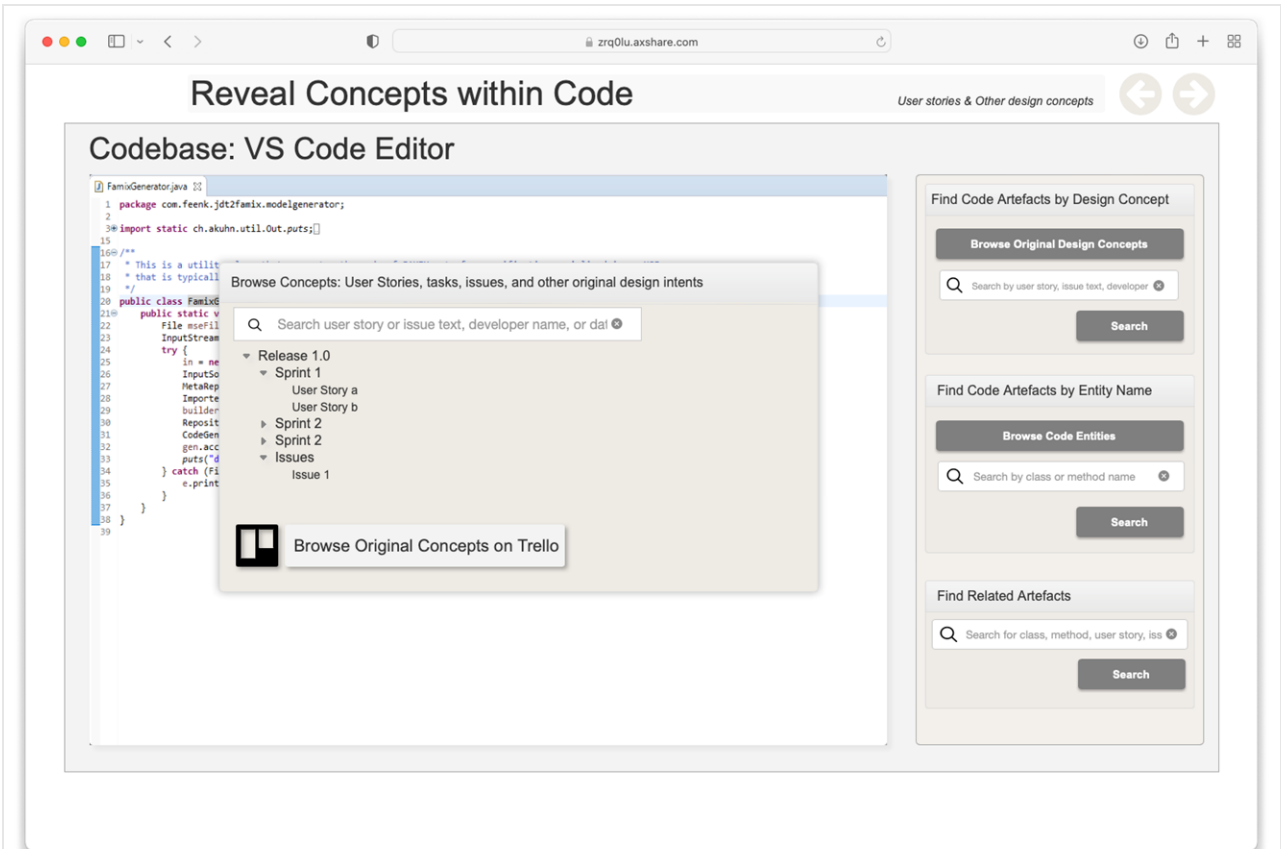 zrq0lu.axshare.com
Reveal Concepts within Code
User stories & Other design concepts
Codebase: VS Code Editor
FamixGenerator.java
1 package com.feenk.jdt2famix.modelgenerator;
2
3 import static ch.akuhn.util.Out.puts;
15
16 /**
17 * This is a utilit
18 * that is typicall
19 */
20 public class FamixG
21 public static v
22 File mseFil
23 InputStream
24 try {
25 in = ne
26 InputSo
27 MetaRep
28 Importe
29 builder
30 Reposit
31 CodeGen
32 gen.acc
33 puts("d
34 } catch (Fi
35 e.print
36 }
37 }
38 }
39
Browse Concepts: User Stories, tasks, issues, and other original design intents
Search user story or issue text, developer name, or dat
Release 1.0
Sprint 1
User Story a
User Story b
Sprint 2
Sprint 2
Issues
Issue 1
Browse Original Concepts on Trello
Find Code Artefacts by Design Concept
Browse Original Design Concepts
Search by user story, issue text, developer
Search
Find Code Artefacts by Entity Name
Browse Code Entities
Search by class or method name
Search
Find Related Artefacts
Search for class, method, user story, iss
Search